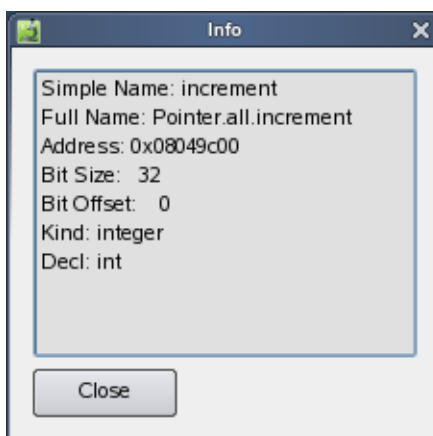 Info
Simple Name: increment
Full Name: Pointer.all.increment
Address: 0x08049c00
Bit Size:   32
Bit Offset:    0
Kind: integer
Decl: int
Close